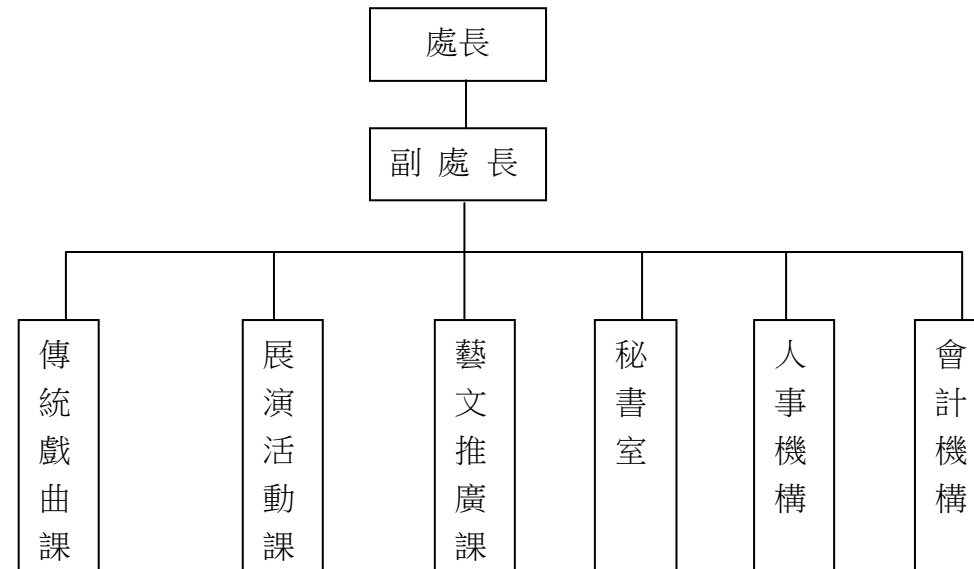 處長
副處長
傳統戲曲課
展演活動課
藝文推廣課
秘書室
人事機構
會計機構